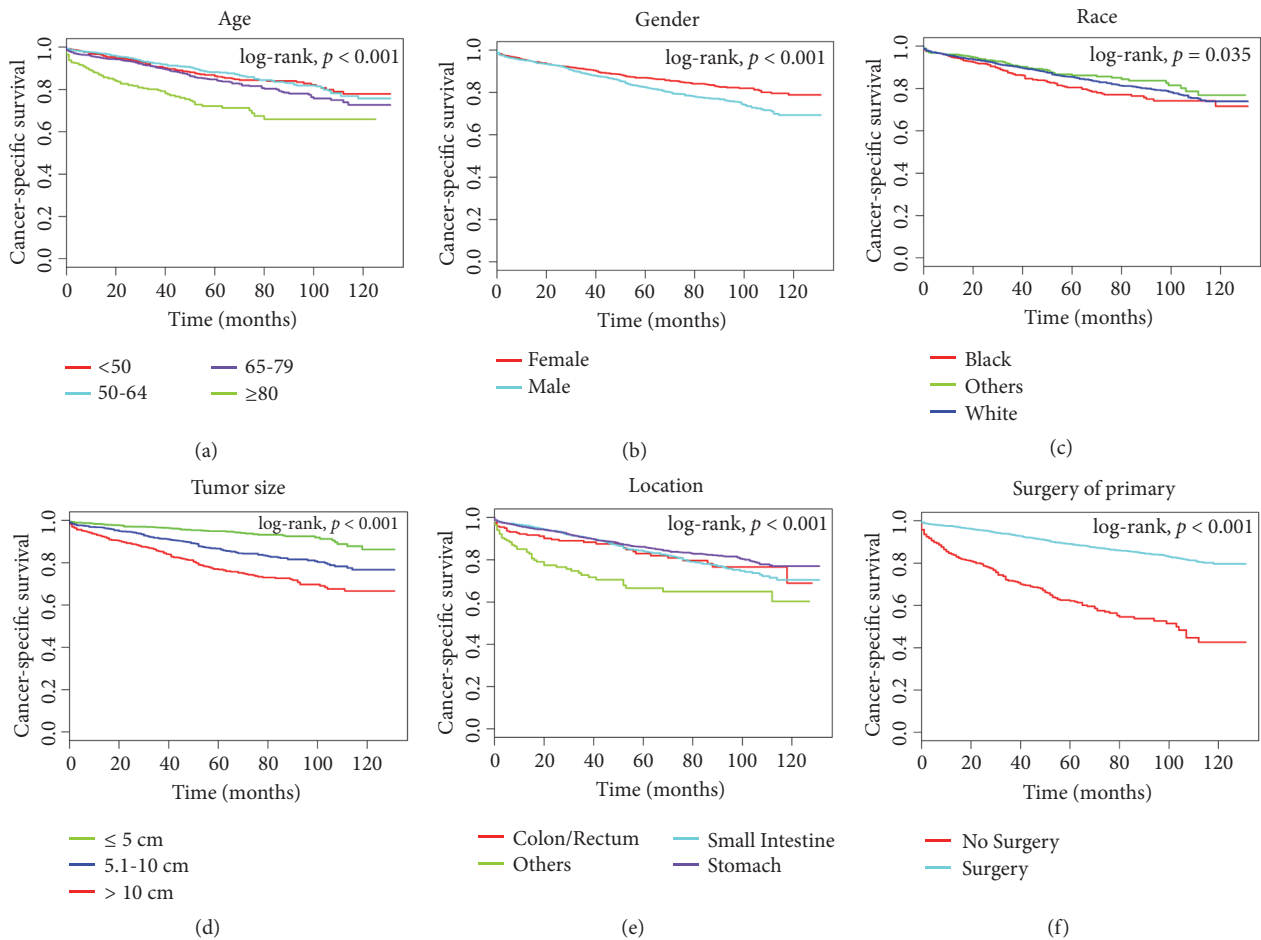 Age
log-rank, p < 0.001
Cancer-specific survival
0.0 0.2 0.4 0.6 0.8 1.0
0 20 40 60 80 100 120
Time (months)
<50
65-79
50-64
≥80
(a)
Gender
log-rank, p < 0.001
Cancer-specific survival
0.0 0.2 0.4 0.6 0.8 1.0
0 20 40 60 80 100 120
Time (months)
Female
Male
(b)
Race
log-rank, p = 0.035
Cancer-specific survival
0.0 0.2 0.4 0.6 0.8 1.0
0 20 40 60 80 100 120
Time (months)
Black
Others
White
(c)
Tumor size
log-rank, p < 0.001
Cancer-specific survival
0.0 0.2 0.4 0.6 0.8 1.0
0 20 40 60 80 100 120
Time (months)
≤ 5 cm
5.1-10 cm
> 10 cm
(d)
Location
log-rank, p < 0.001
Cancer-specific survival
0.0 0.2 0.4 0.6 0.8 1.0
0 20 40 60 80 100 120
Time (months)
Colon/Rectum
Small Intestine
Others
Stomach
(e)
Surgery of primary
log-rank, p < 0.001
Cancer-specific survival
0.0 0.2 0.4 0.6 0.8 1.0
0 20 40 60 80 100 120
Time (months)
No Surgery
Surgery
(f)